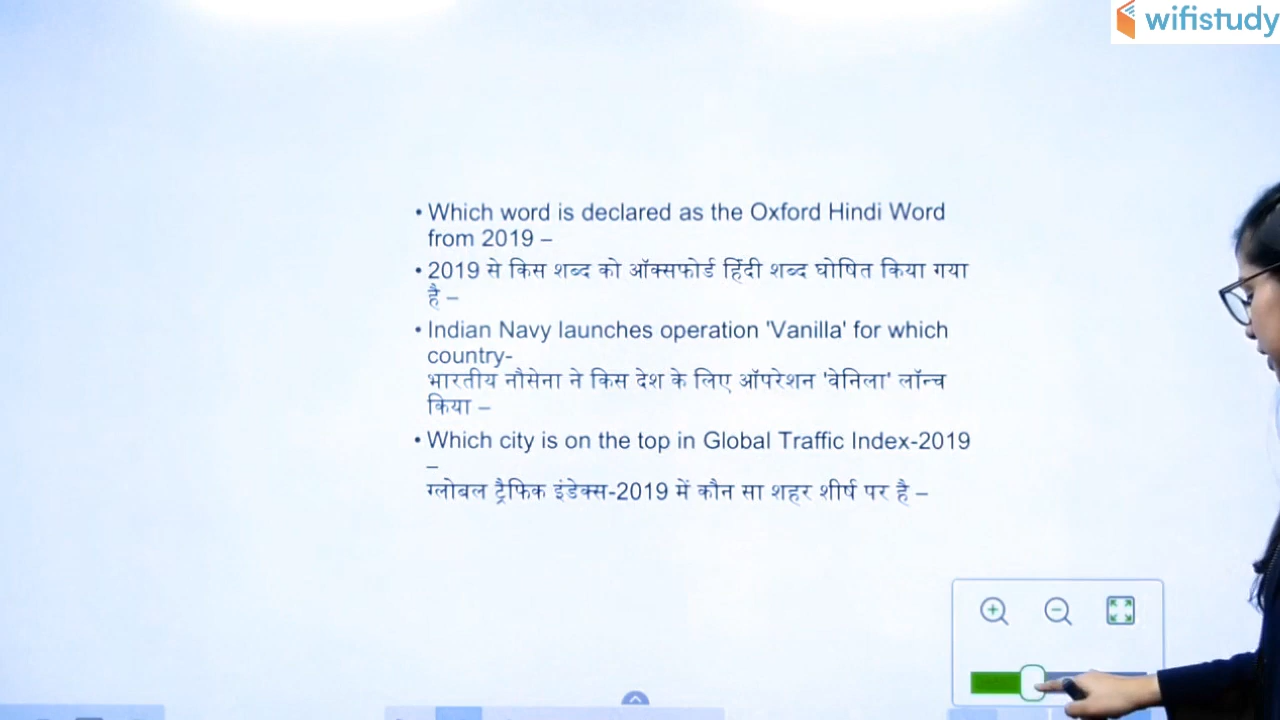 wifistudy
• Which word is declared as the Oxford Hindi Word
from 2019 –
• 2019 से किस शब्द को ऑक्सफोर्ड हिंदी शब्द घोषित किया गया
है –
• Indian Navy launches operation 'Vanilla' for which
country-
भारतीय नौसेना ने किस देश के लिए ऑपरेशन 'वेनिला' लॉन्च
किया –
• Which city is on the top in Global Traffic Index-2019
–
ग्लोबल ट्रैफिक इंडेक्स-2019 में कौन सा शहर शीर्ष पर है –